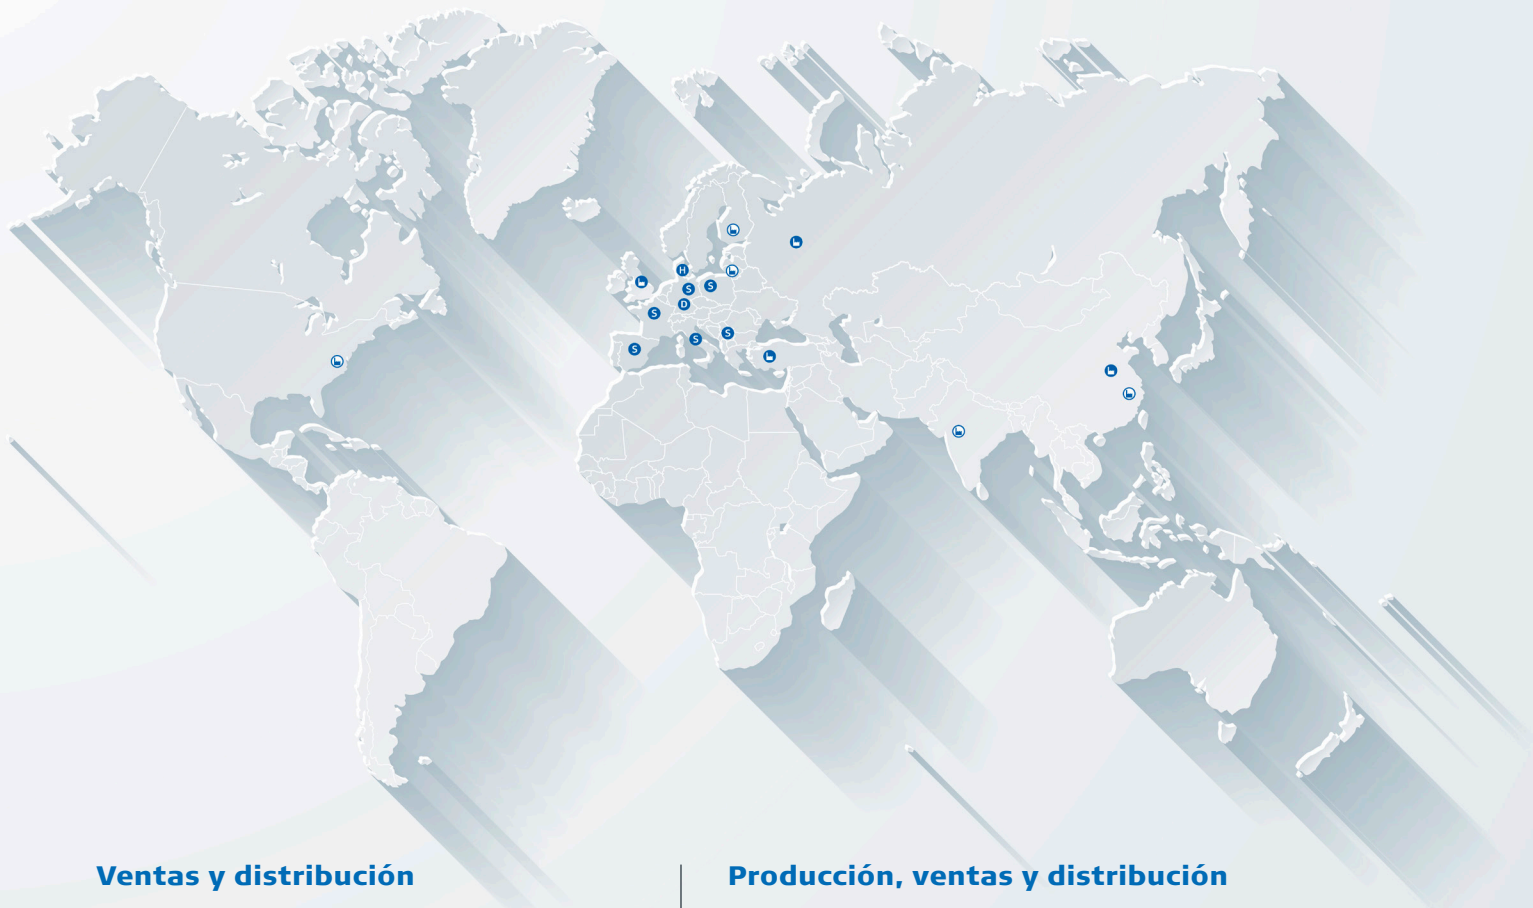 H
S
S
D
S
S
S
S
Ventas y distribución
Producción, ventas y distribución